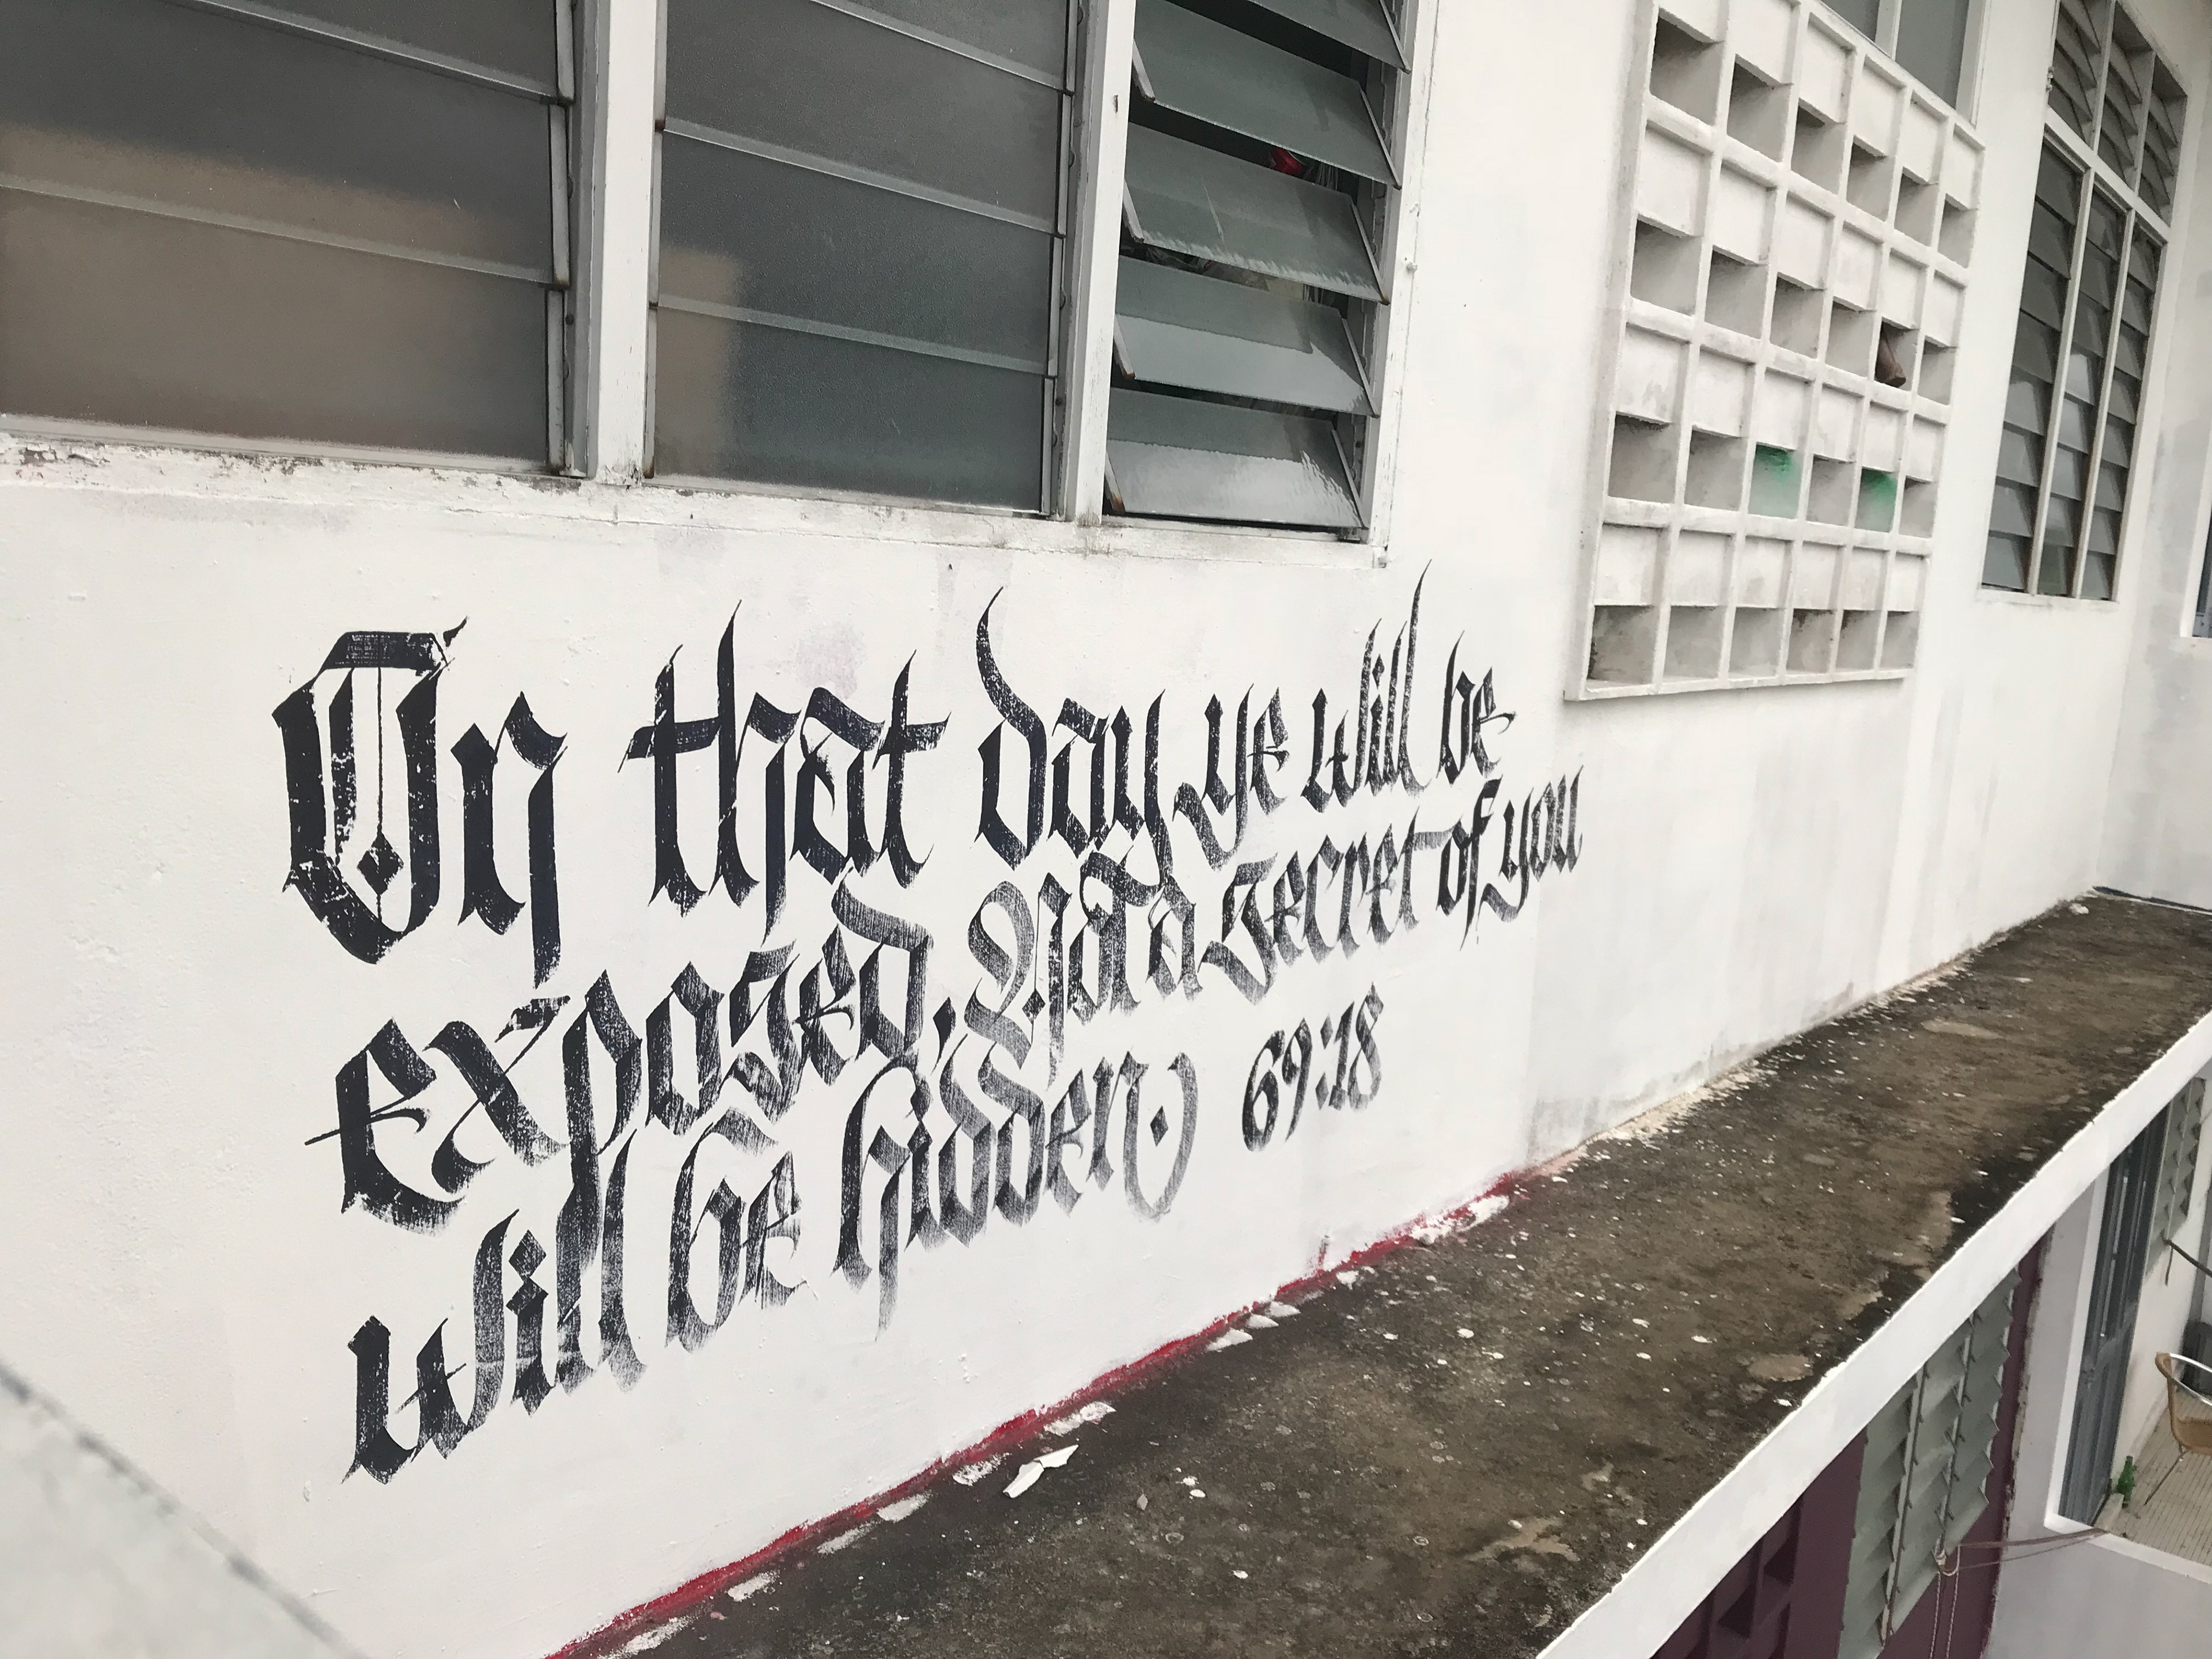 On that day ye will be
exposed, Not a secret of you
will be hidden. 69:18